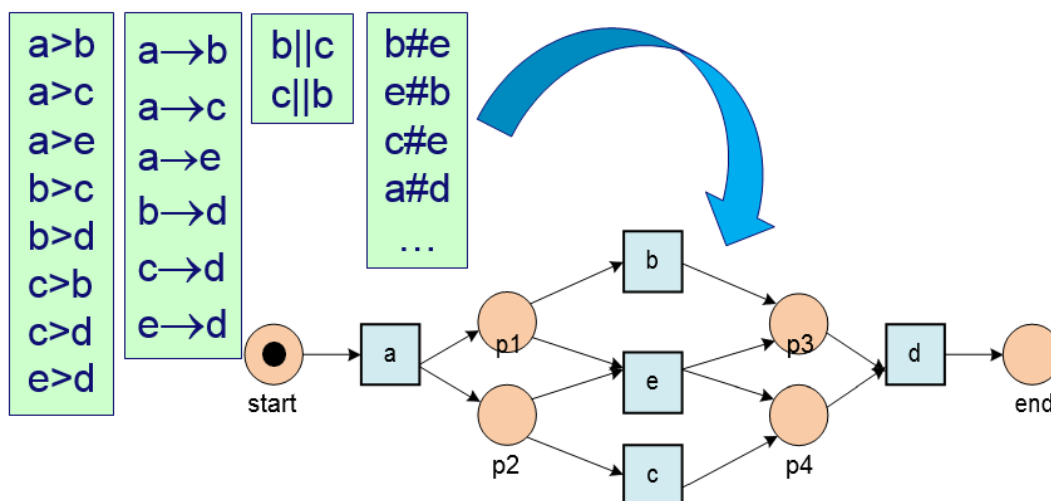 a>b
a>c
a>e
b>c
b>d
c>b
c>d
e>d
a→b
a→c
a→e
b→d
c→d
e→d
b||c
c||b
b#e
e#b
c#e
a#d
...
start
a
p1
p2
b
e
c
p3
p4
d
end